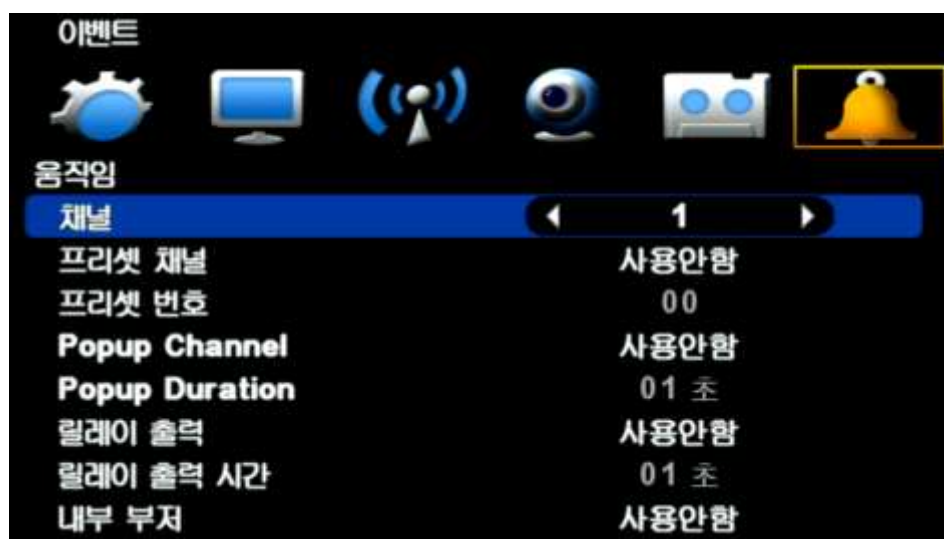 이벤트
움직임
채널 1
프리셋 채널 사용안함
프리셋 번호 00
Popup Channel 사용안함
Popup Duration 01 초
릴레이 출력 사용안함
릴레이 출력 시간 01 초
내부 부저 사용안함